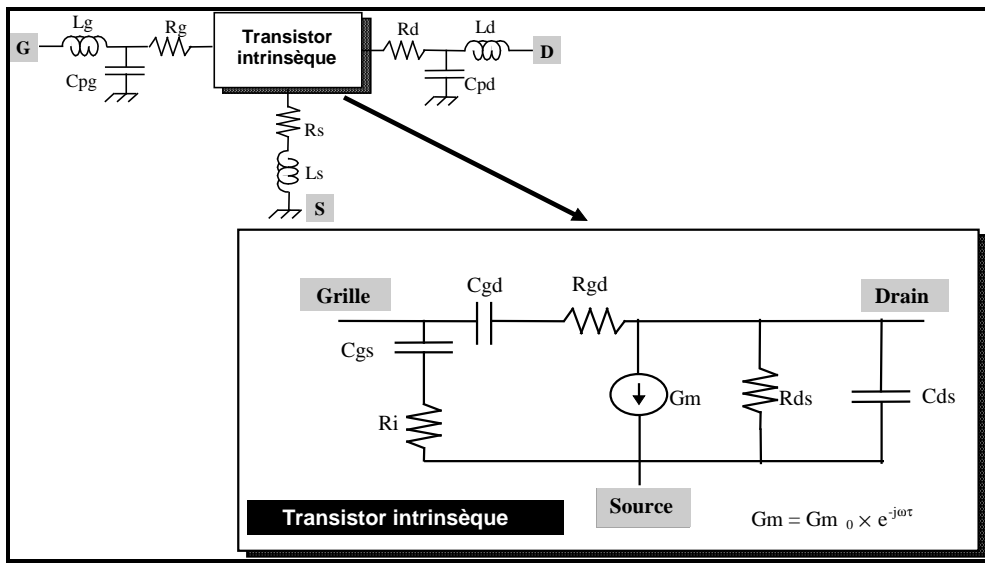 Lg
Rg
G
Cpg
Transistor
intrinsèque
Rd
Ld
D
Cpd
Rs
Ls
S
Cgd
Rgd
Grille
Drain
Cgs
Ri
Gm
Rds
Cds
Source
Transistor intrinsèque
Gm = Gm 0 × e-jωτ